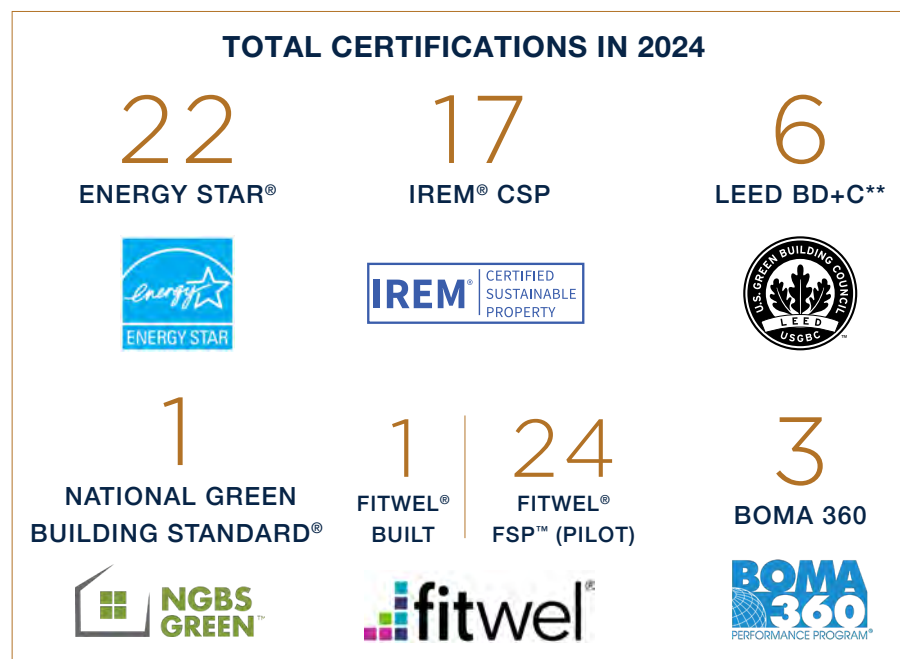 TOTAL CERTIFICATIONS IN 2024
22
ENERGY STAR®
energy
ENERGY STAR
17
IREM® CSP
IREM® CERTIFIED
SUSTAINABLE
PROPERTY
6
LEED BD+C**
U.S. GREEN BUILDING COUNCIL
LEED
USGBC™
1
NATIONAL GREEN
BUILDING STANDARD®
NGBS
GREEN™
1
FITWEL®
BUILT
24
FITWEL®
FSP™ (PILOT)
fitwel®
3
BOMA 360
BOMA
360
PERFORMANCE PROGRAM®